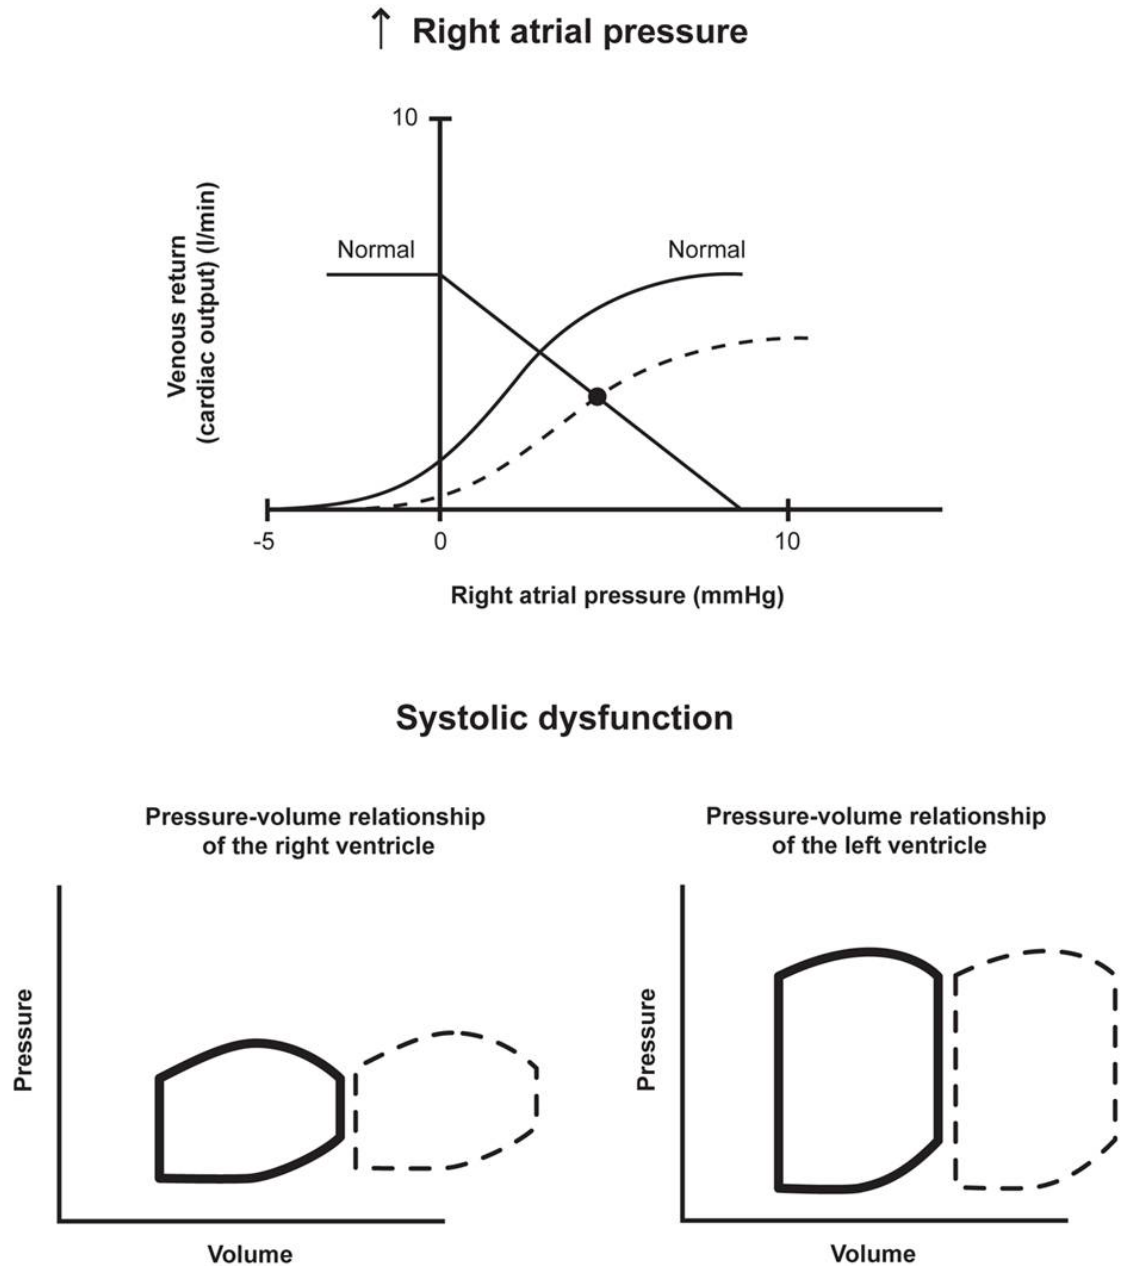 ↑ Right atrial pressure
10
Venous return
(cardiac output) (l/min)
Normal
Normal
-5
0
10
Right atrial pressure (mmHg)
Systolic dysfunction
Pressure-volume relationship
of the right ventricle
Pressure
Volume
Pressure-volume relationship
of the left ventricle
Pressure
Volume